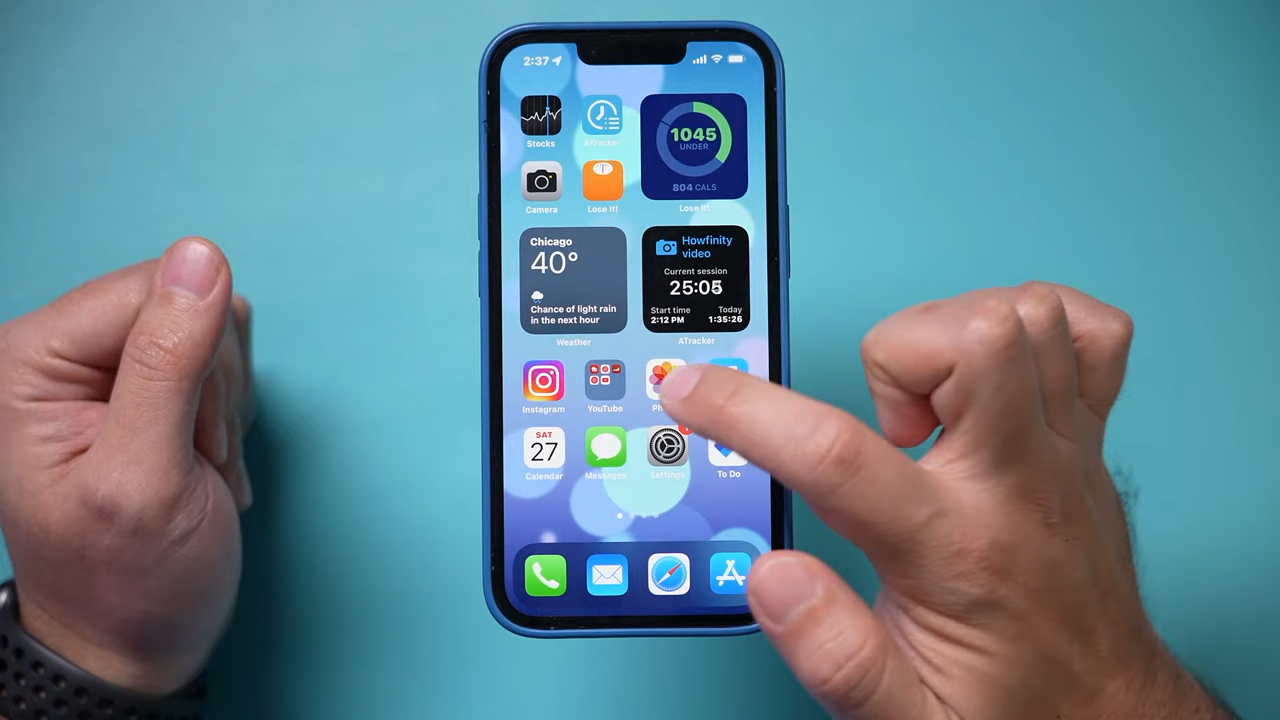 2:37
Stocks
ATracker
1045
UNDER
804 CALS
Camera
Lose It!
Lose It!
Chicago
40°
Chance of light rain
in the next hour
Weather
Howfinity
video
Current session
25:05
Start time
Today
2:12 PM
1:35:26
ATracker
Instagram
YouTube
SAT
27
Calendar
Messages
Settings
To Do